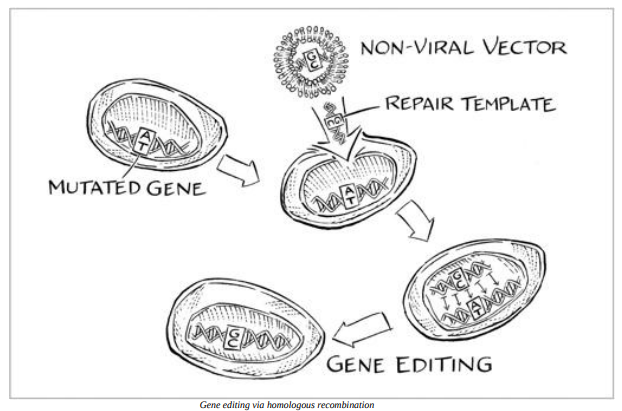 G
C
NON-VIRAL VECTOR
REPAIR TEMPLATE
G
C
A
T
MUTATED GENE
A
T
G
C
A
T
G
C
GENE EDITING
Gene editing via homologous recombination